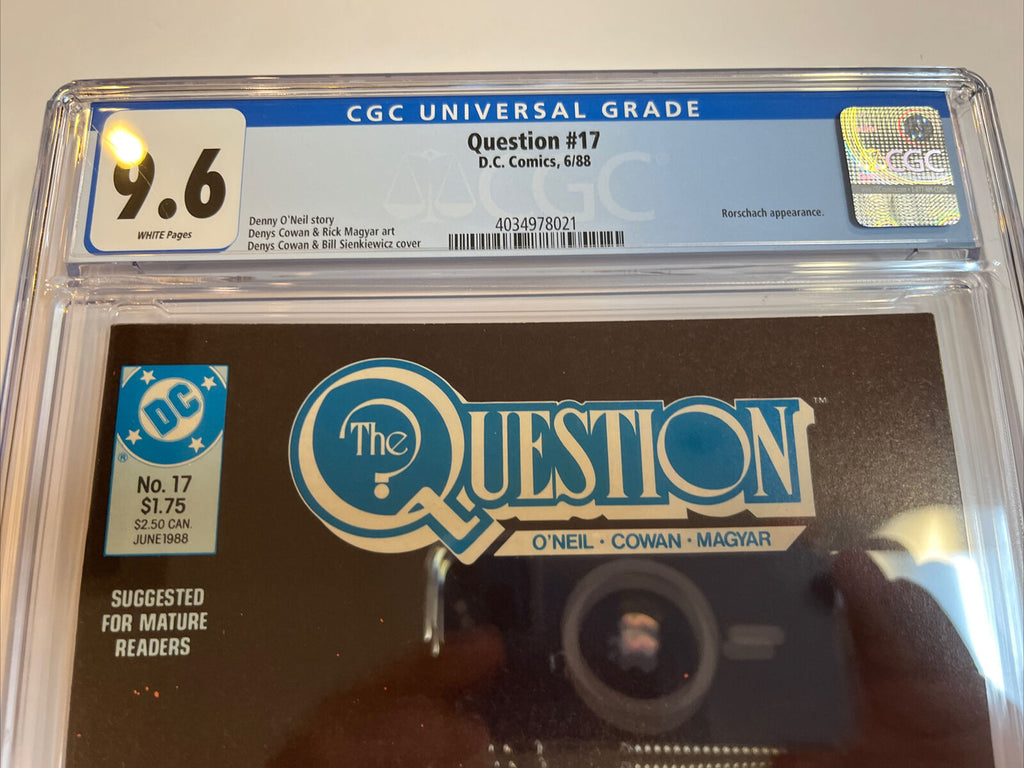 CGC UNIVERSAL GRADE
9.6
WHITE Pages
Question #17
D.C. Comics, 6/88
CGC
Denny O'Neil story
Denys Cowan & Rick Magyar art
Denys Cowan & Bill Sienkiewicz cover
4034978021
Rorschach appearance.
CGC
DC
®
No. 17
$1.75
$2.50 CAN.
JUNE 1988
The QUESTION ™
O'NEIL · COWAN · MAGYAR
SUGGESTED
FOR MATURE
READERS